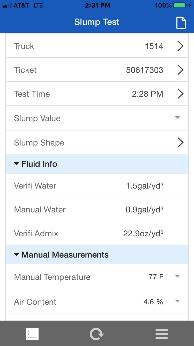 AT&T LTE 2:31 PM 100%
Slump Test
Truck 1514
Ticket 50617303
Test Time 2:28 PM
Slump Value
Slump Shape
Fluid Info
Verifi Water 1.5gal/yd³
Manual Water 0.9gal/yd³
Verifi Admix 22.9oz/yd³
Manual Measurements
Manual Temperature 77 F
Air Content 4.6 %